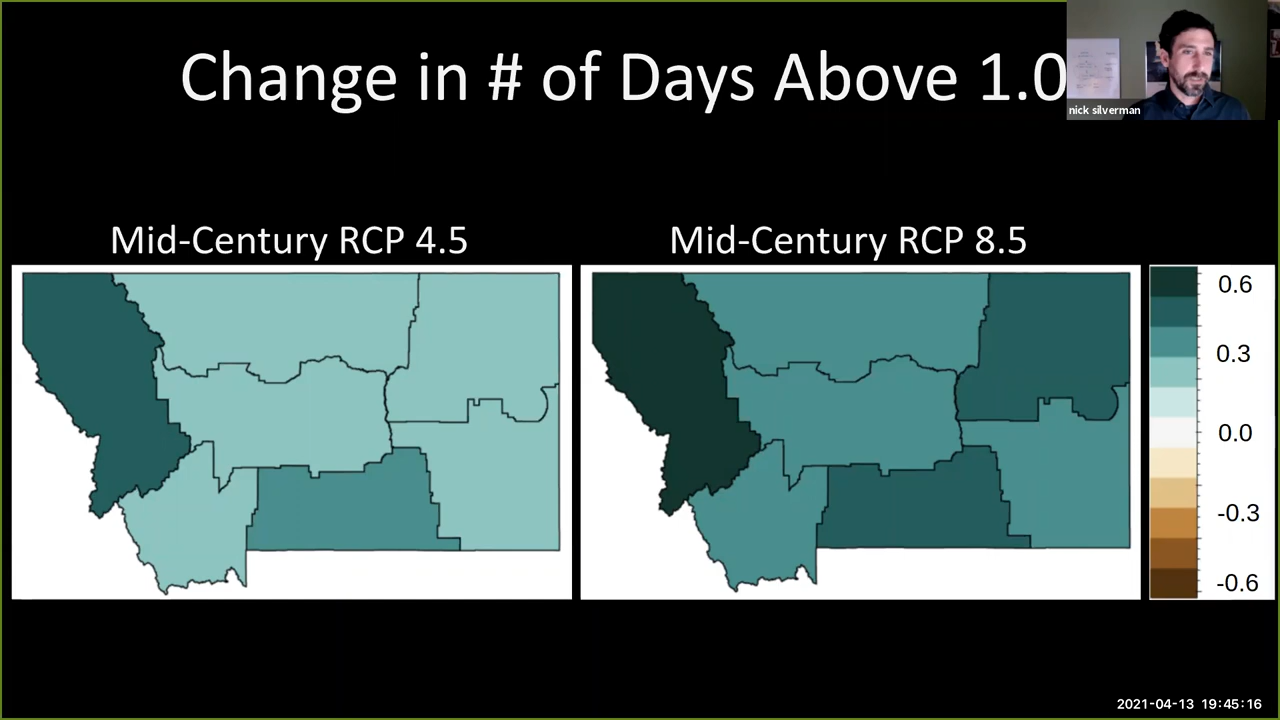 Change in # of Days Above 1.0
nick silverman
Mid-Century RCP 4.5
Mid-Century RCP 8.5
0.6
0.3
0.0
-0.3
-0.6
2021-04-13 19:45:16